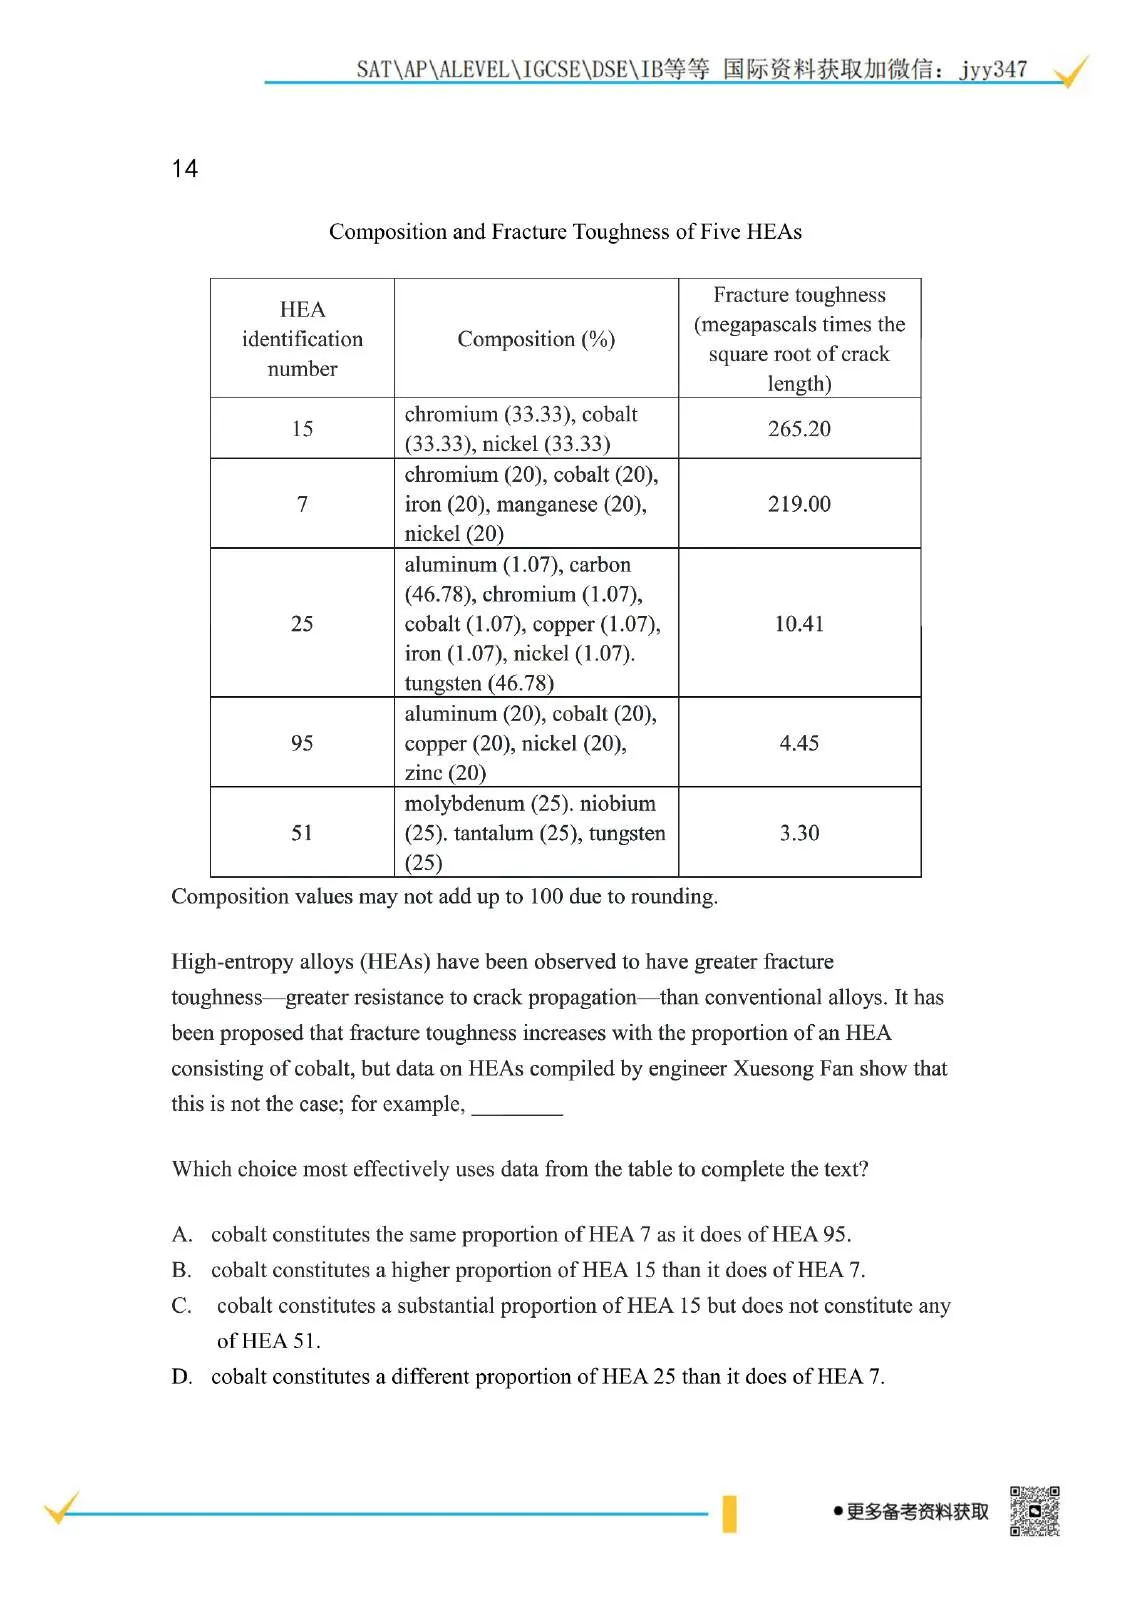 SAT\AP\ALEVEL\IGCSE\DSE\IB等等 国际资料获取加微信：jyy347
14
Composition and Fracture Toughness of Five HEAs
HEA
identification
number
Composition (%)
Fracture toughness
(megapascals times the
square root of crack
length)
15
chromium (33.33), cobalt
(33.33), nickel (33.33)
265.20
7
chromium (20), cobalt (20),
iron (20), manganese (20),
nickel (20)
219.00
25
aluminum (1.07), carbon
(46.78), chromium (1.07),
cobalt (1.07), copper (1.07),
iron (1.07), nickel (1.07).
tungsten (46.78)
10.41
95
aluminum (20), cobalt (20),
copper (20), nickel (20),
zinc (20)
4.45
51
molybdenum (25). niobium
(25). tantalum (25), tungsten
(25)
3.30
Composition values may not add up to 100 due to rounding.
High-entropy alloys (HEAs) have been observed to have greater fracture
toughness—greater resistance to crack propagation—than conventional alloys. It has
been proposed that fracture toughness increases with the proportion of an HEA
consisting of cobalt, but data on HEAs compiled by engineer Xuesong Fan show that
this is not the case; for example, ________
Which choice most effectively uses data from the table to complete the text?
A. cobalt constitutes the same proportion of HEA 7 as it does of HEA 95.
B. cobalt constitutes a higher proportion of HEA 15 than it does of HEA 7.
C. cobalt constitutes a substantial proportion of HEA 15 but does not constitute any
of HEA 51.
D. cobalt constitutes a different proportion of HEA 25 than it does of HEA 7.
●更多备考资料获取